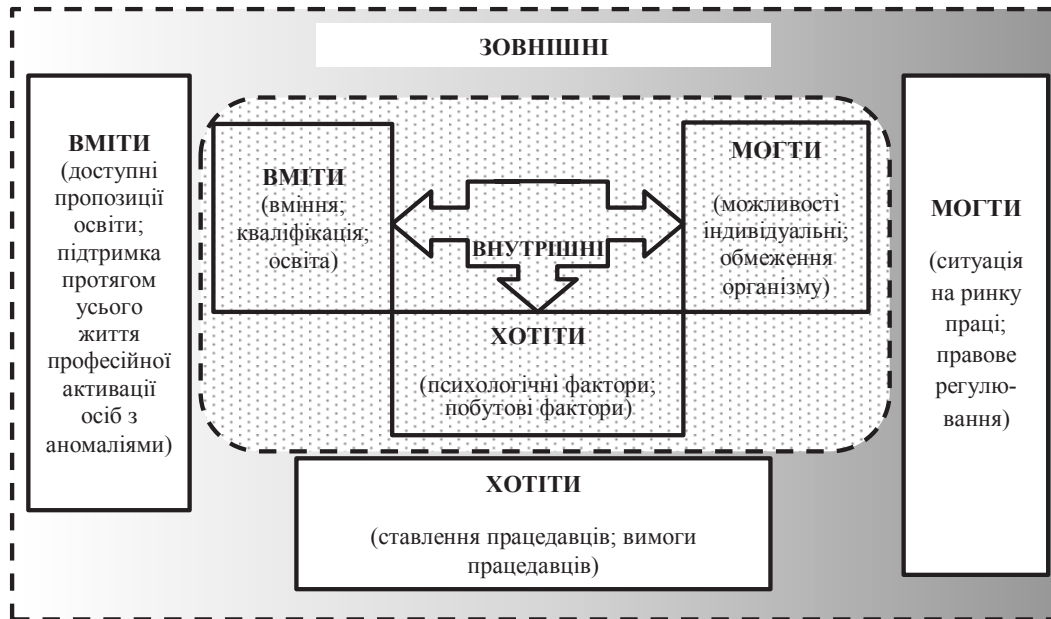 ЗОВНІШНІ
ВМІТИ
(доступні
пропозиції
освіти;
підтримка
протягом
усього
життя
професійної
активації
осіб з
аномаліями)
ВМІТИ
(вміння;
кваліфікація;
освіта)
ВНУТРІШНІ
МОГТИ
(можливості
індивідуальні;
обмеження
організму)
ХОТІТИ
(психологічні фактори;
побутові фактори)
МОГТИ
(ситуація
на ринку
праці;
правове
регулю-
вання)
ХОТІТИ
(ставлення працедавців; вимоги
працедавців)